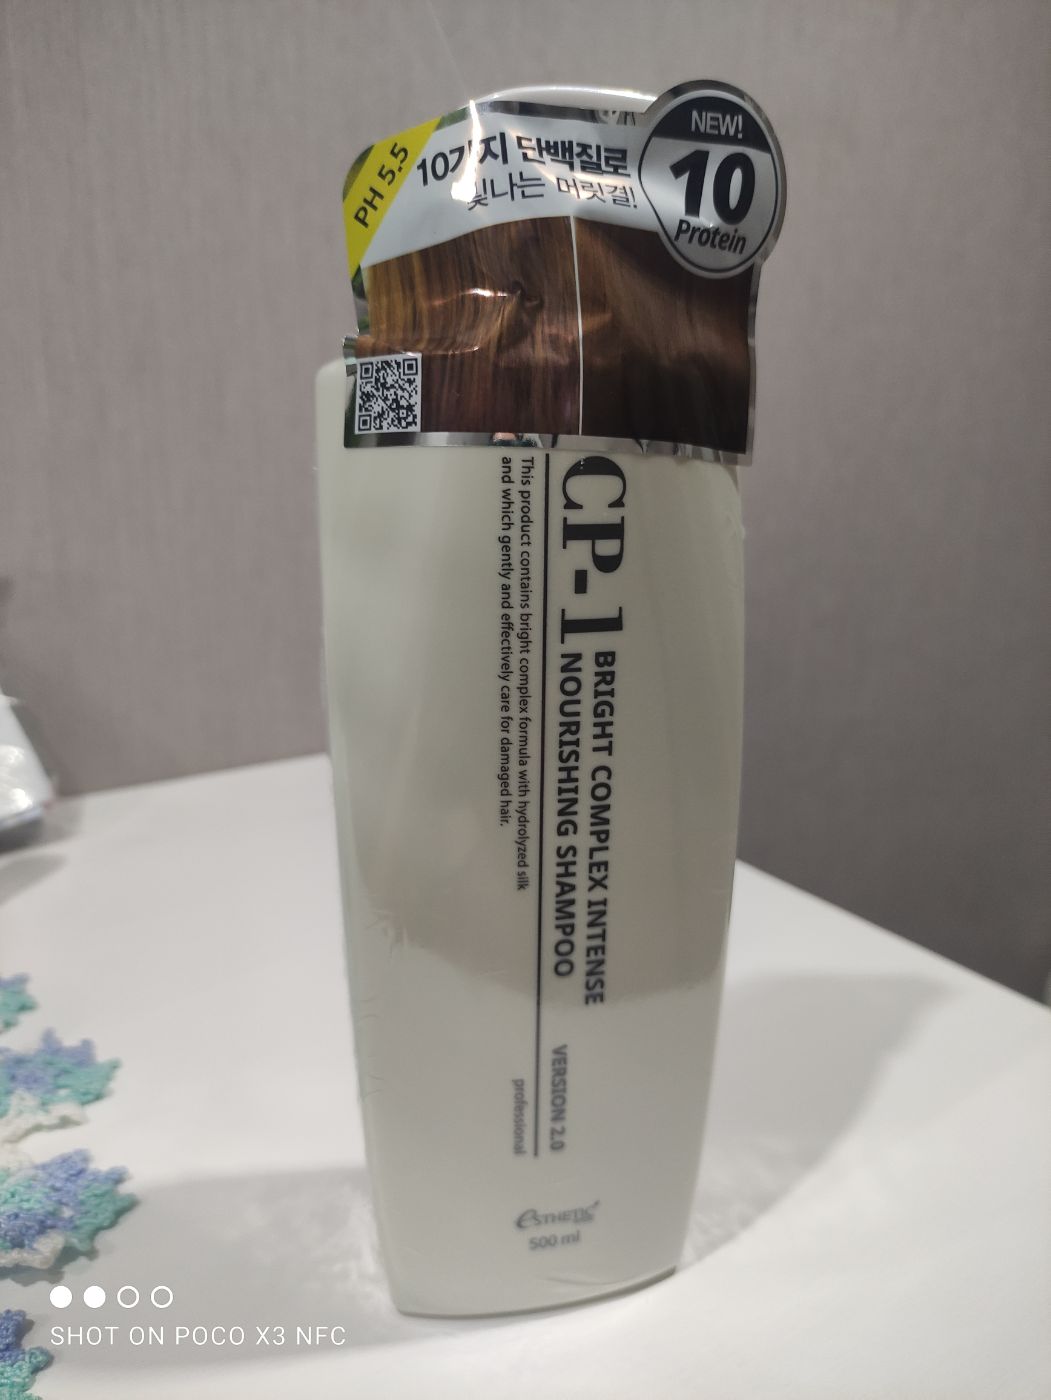 PH 5.5
10가지 단백질로
빛나는 머릿결!
NEW!
10
Protein
CP-1
BRIGHT COMPLEX INTENSE
NOURISHING SHAMPOO
VERSION 2.0
This product contains bright complex formula with hydrolyzed silk
and which gently and effectively care for damaged hair.
professional
ESTHETIC
500 ml
SHOT ON POCO X3 NFC